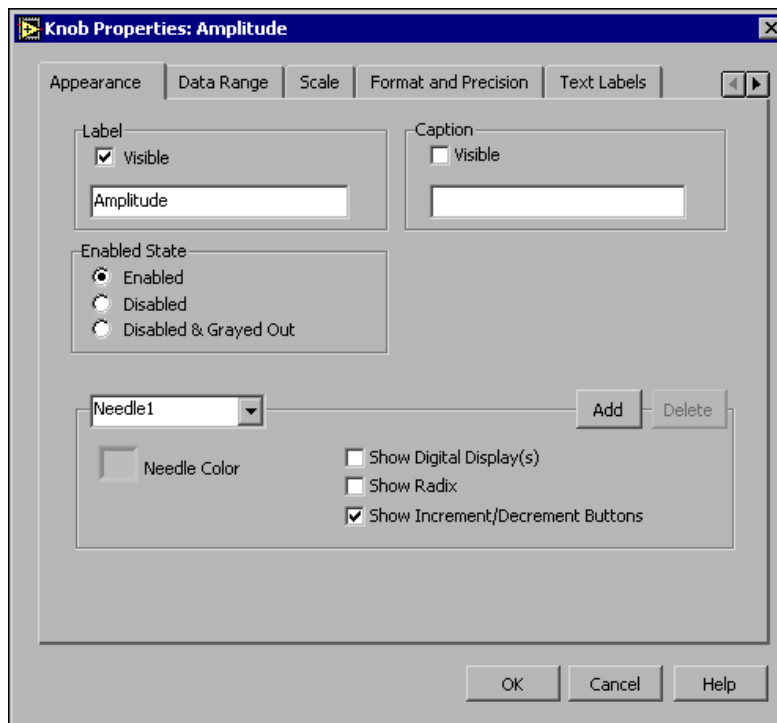 Knob Properties: Amplitude
Appearance
Data Range
Scale
Format and Precision
Text Labels
Label
Visible
Amplitude
Caption
Visible
Enabled State
Enabled
Disabled
Disabled & Grayed Out
Needle1
Add
Delete
Needle Color
Show Digital Display(s)
Show Radix
Show Increment/Decrement Buttons
OK
Cancel
Help